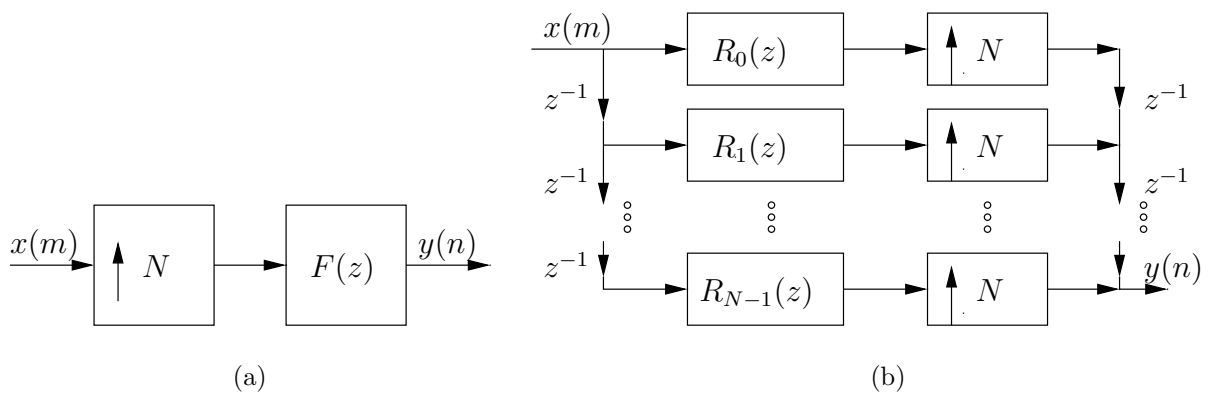 x(m)
N
F(z)
y(n)
(a)
x(m)
R_0(z)
N
z^{-1}
z^{-1}
R_1(z)
N
z^{-1}
z^{-1}
z^{-1}
R_{N-1}(z)
N
y(n)
(b)